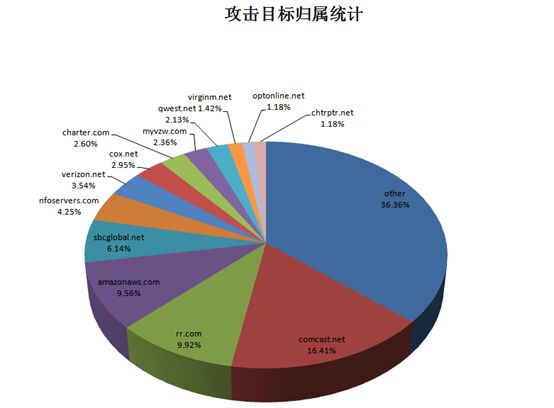 攻击目标归属统计
other
36.36%
comcast.net
16.41%
rr.com
9.92%
amazonaws.com
9.56%
sbcglobal.net
6.14%
nfoservers.com
4.25%
verizon.net
3.54%
cox.net
2.95%
charter.com
2.60%
myvzw.com
2.36%
qwest.net
2.13%
virginm.net
1.42%
optonline.net
1.18%
chtrptr.net
1.18%